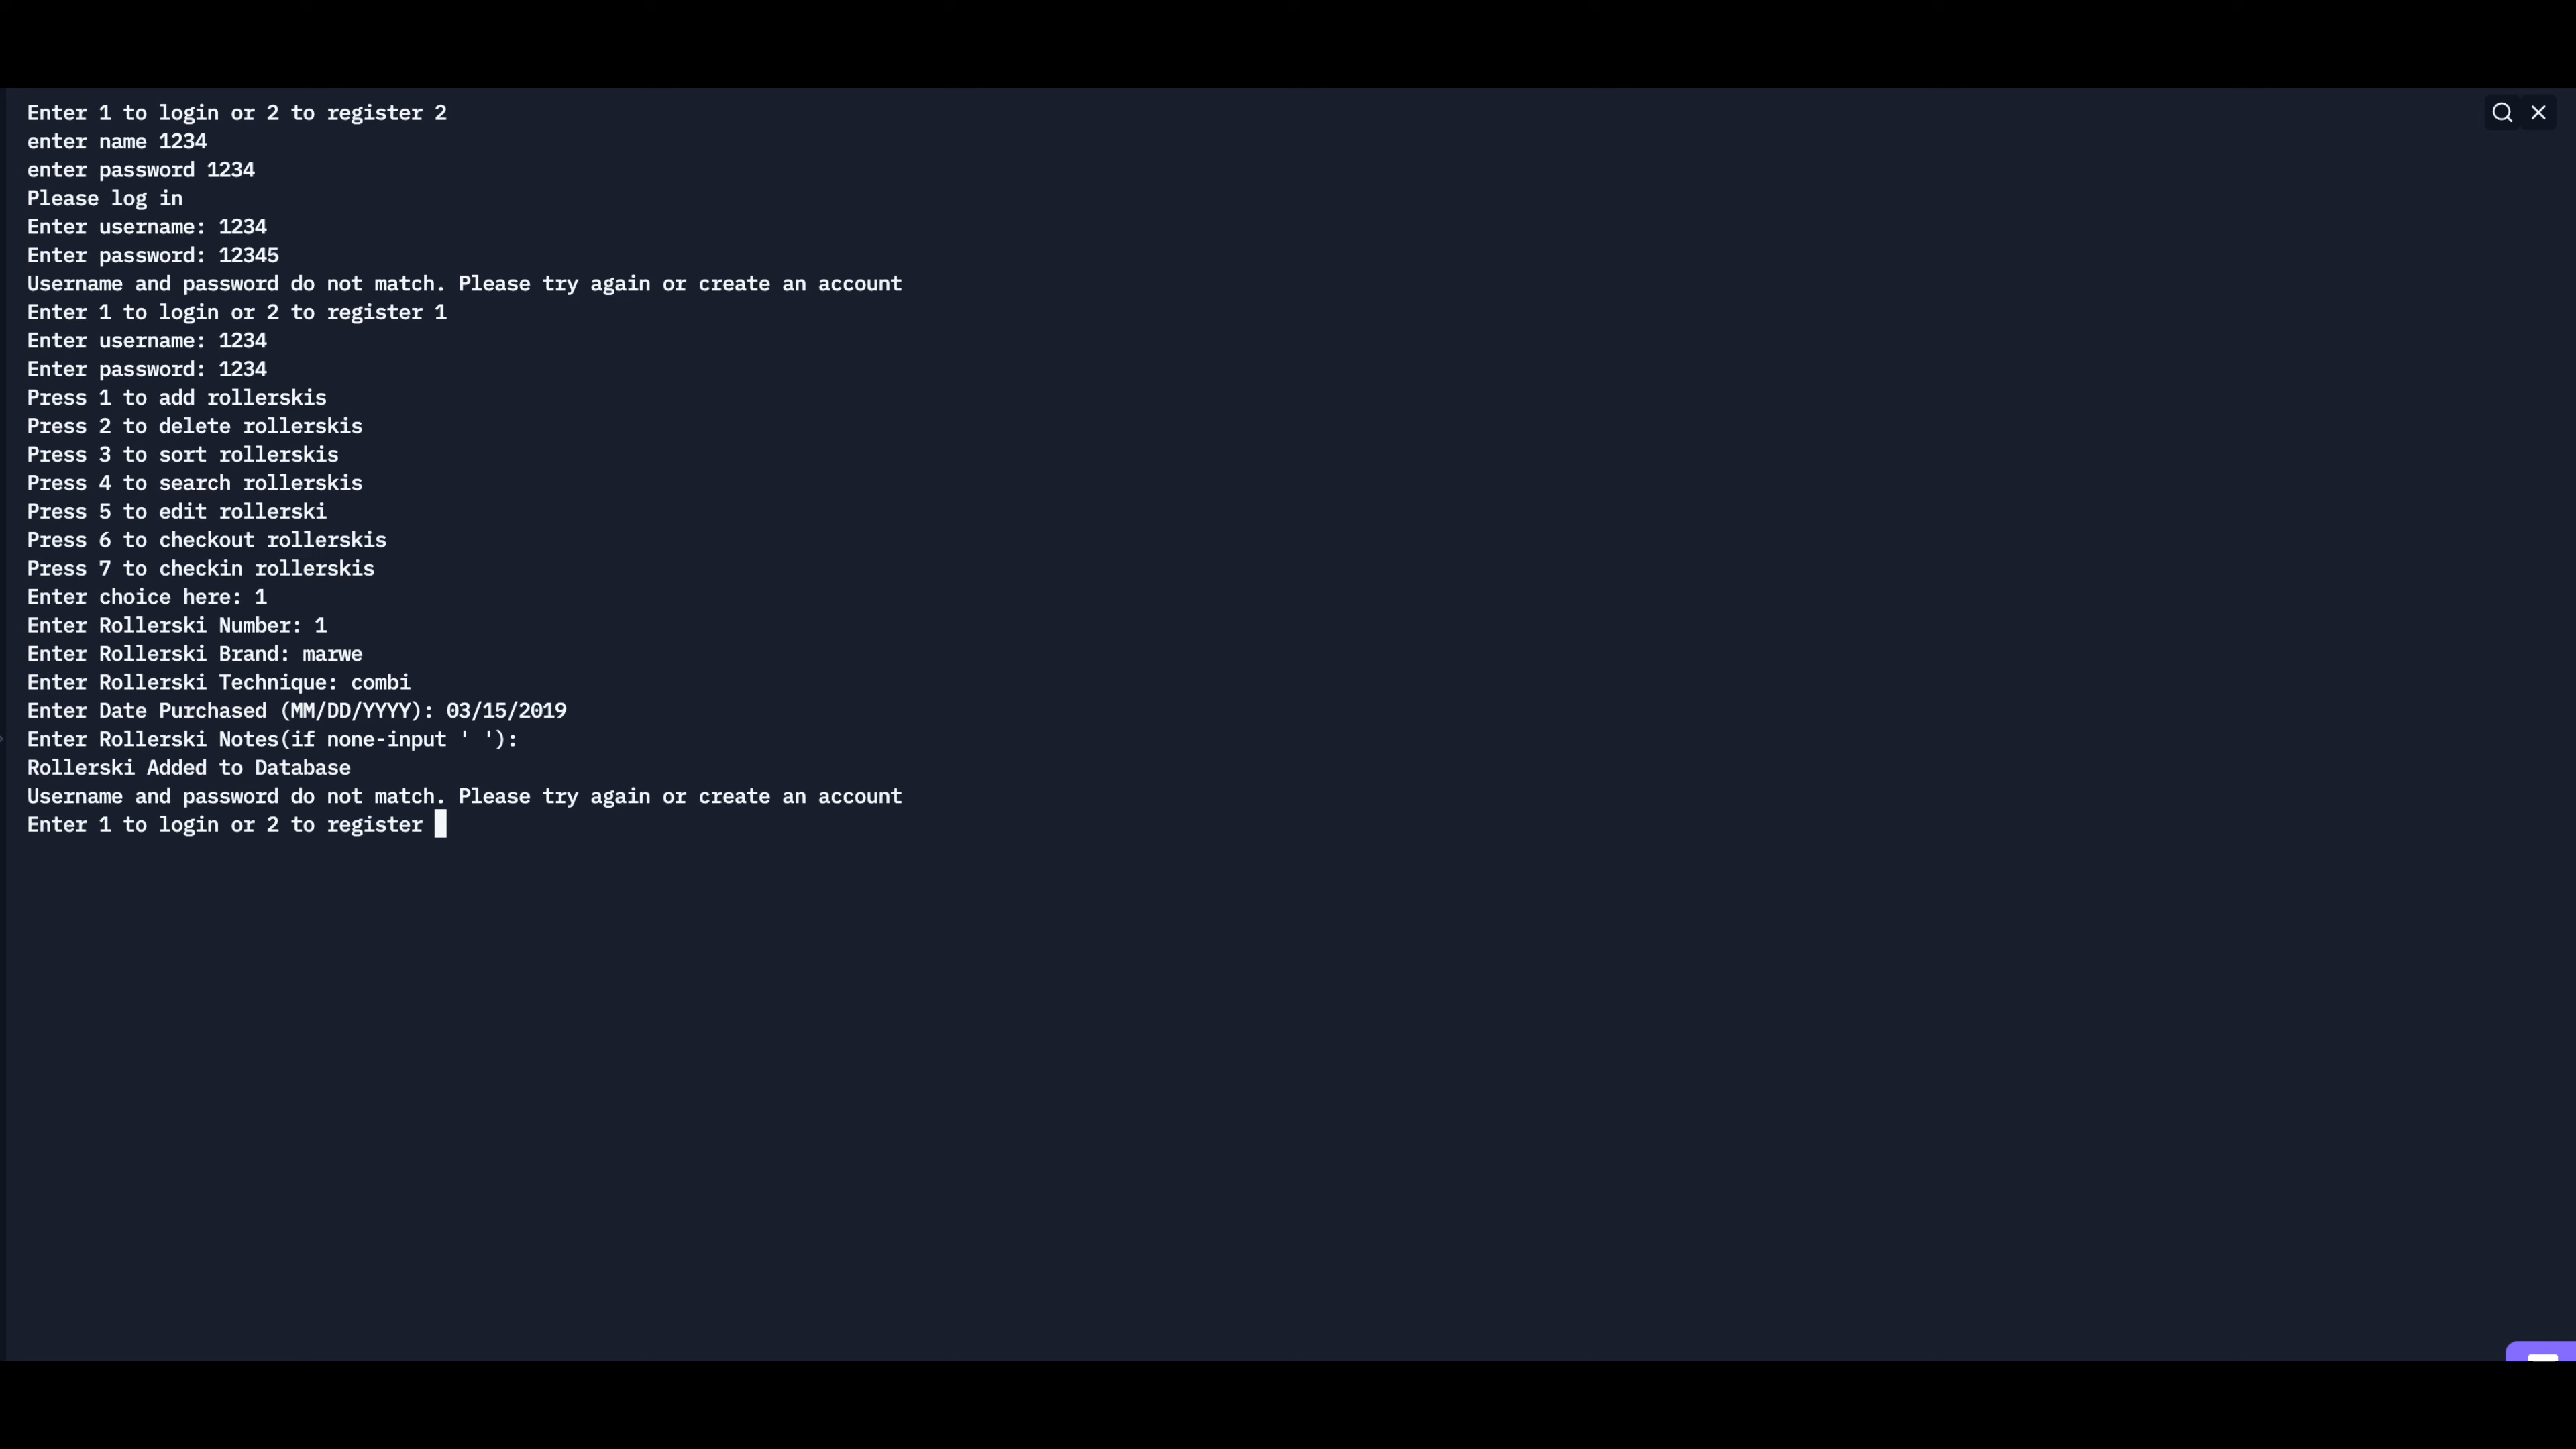 Enter 1 to login or 2 to register 2
enter name 1234
enter password 1234
Please log in
Enter username: 1234
Enter password: 12345
Username and password do not match. Please try again or create an account
Enter 1 to login or 2 to register 1
Enter username: 1234
Enter password: 1234
Press 1 to add rollerskis
Press 2 to delete rollerskis
Press 3 to sort rollerskis
Press 4 to search rollerskis
Press 5 to edit rollerski
Press 6 to checkout rollerskis
Press 7 to checkin rollerskis
Enter choice here: 1
Enter Rollerski Number: 1
Enter Rollerski Brand: marwe
Enter Rollerski Technique: combi
Enter Date Purchased (MM/DD/YYYY): 03/15/2019
Enter Rollerski Notes(if none-input ' '):
Rollerski Added to Database
Username and password do not match. Please try again or create an account
Enter 1 to login or 2 to register